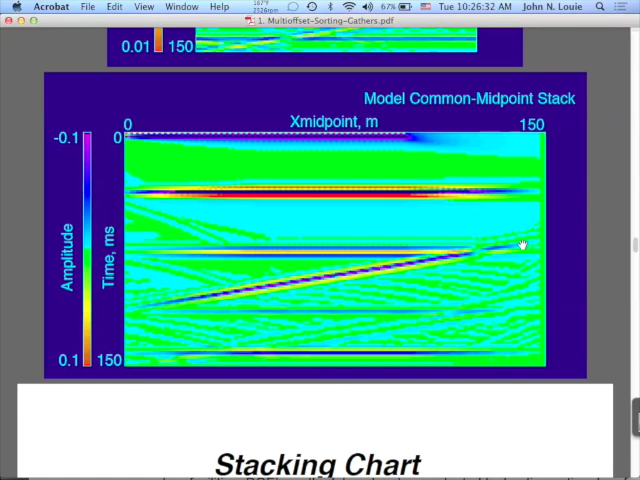 Acrobat File Edit View Window Help 167°F 2526rpm 67% Tue 10:26:32 AM John N. Louie
1. Multioffset-Sorting-Gathers.pdf
0.01 150
Model Common-Midpoint Stack
0 Xmidpoint, m 150
-0.1 0
Amplitude
Time, ms
0.1 150
Stacking Chart